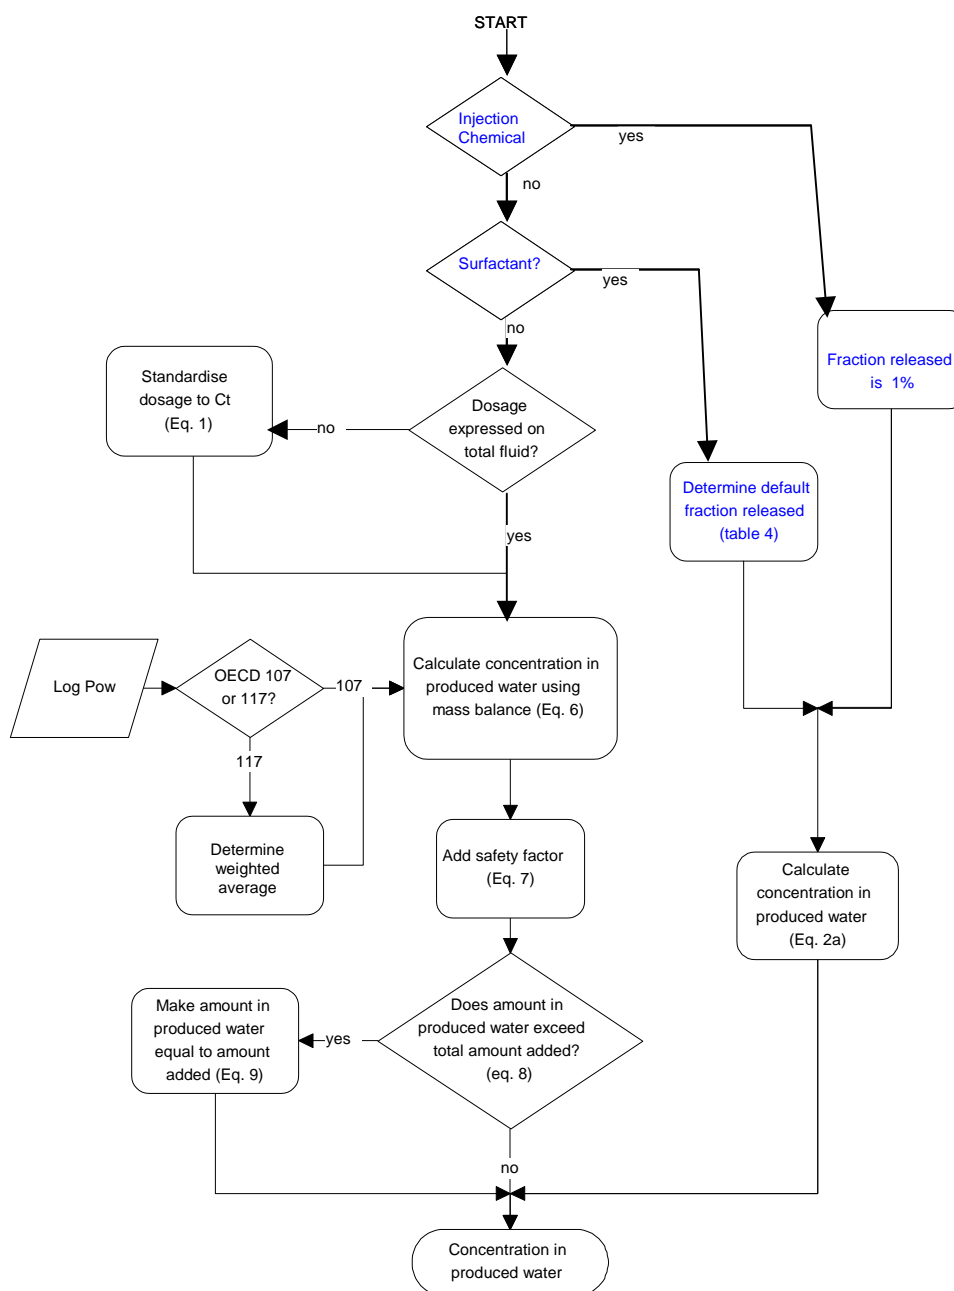 START
Injection
Chemical
yes
no
Surfactant?
yes
no
Fraction released
is 1%
Standardise
dosage to Ct
(Eq. 1)
no
Dosage
expressed on
total fluid?
Determine default
fraction released
(table 4)
yes
Log Pow
OECD 107
or 117?
107
Calculate concentration in
produced water using
mass balance (Eq. 6)
117
Determine
weighted
average
Add safety factor
(Eq. 7)
Calculate
concentration in
produced water
(Eq. 2a)
Make amount in
produced water
equal to amount
added (Eq. 9)
yes
Does amount in
produced water exceed
total amount added?
(eq. 8)
no
Concentration in
produced water